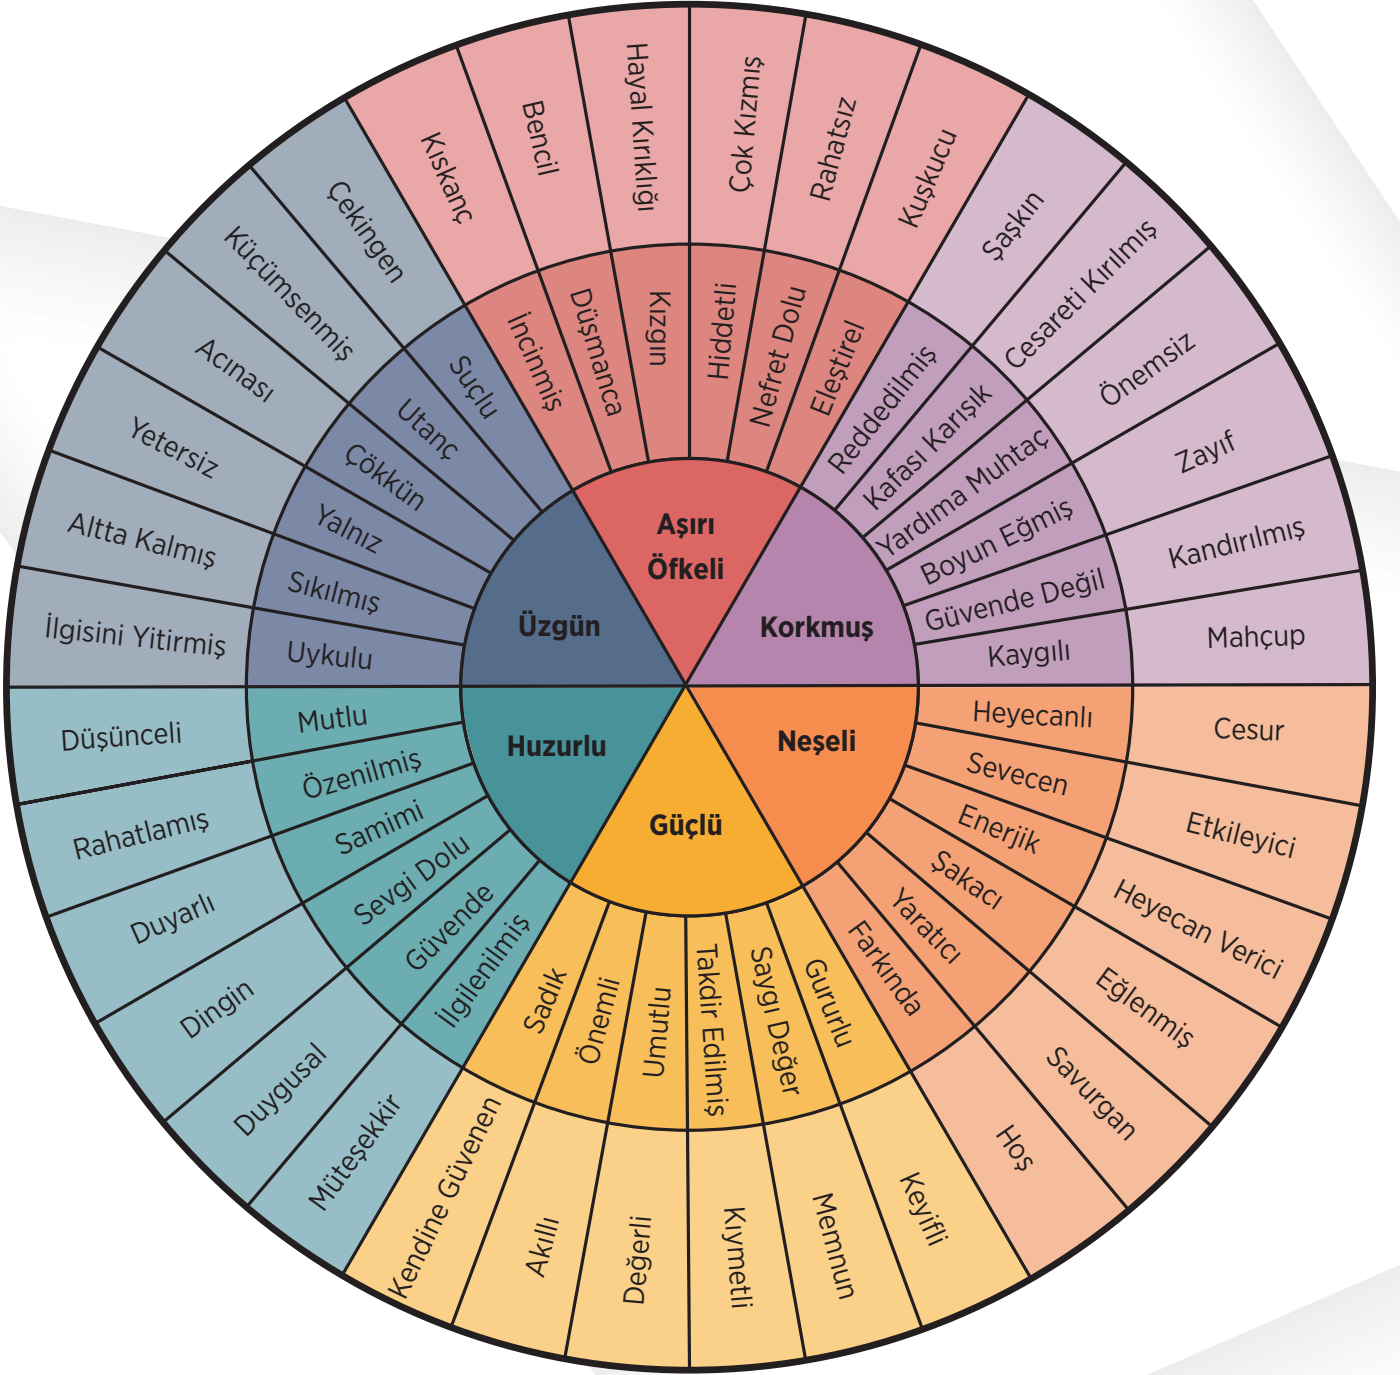 Aşırı
Öfkeli
Korkmuş
Neşeli
Güçlü
Huzurlu
Üzgün
İncinmiş
Düşmanca
Kızgın
Hiddetli
Nefret Dolu
Eleştirel
Reddedilmiş
Kafası Karışık
Yardıma Muhtaç
Boyun Eğmiş
Güvende Değil
Kaygılı
Heyecanlı
Sevecen
Enerjik
Şakacı
Yaratıcı
Farkında
Gururlu
Saygı Değer
Takdir Edilmiş
Umutlu
Önemli
Sadık
İlgilenilmiş
Güvende
Sevgi Dolu
Samimi
Özenilmiş
Mutlu
Uykulu
Sıkılmış
Yalnız
Çökkün
Utanç
Suçlu
Kıskanç
Bencil
Hayal Kırıklığı
Çok Kızmış
Rahatsız
Kuşkucu
Şaşkın
Cesareti Kırılmış
Önemsiz
Zayıf
Kandırılmış
Mahçup
Cesur
Etkileyici
Heyecan Verici
Eğlenmiş
Savurgan
Hoş
Keyifli
Memnun
Kıymetli
Değerli
Akıllı
Kendine Güvenen
Müteşekkir
Duygusal
Dingin
Duyarlı
Rahatlamış
Düşünceli
İlgisini Yitirmiş
Altta Kalmış
Yetersiz
Acınası
Küçümsenmiş
Çekingen